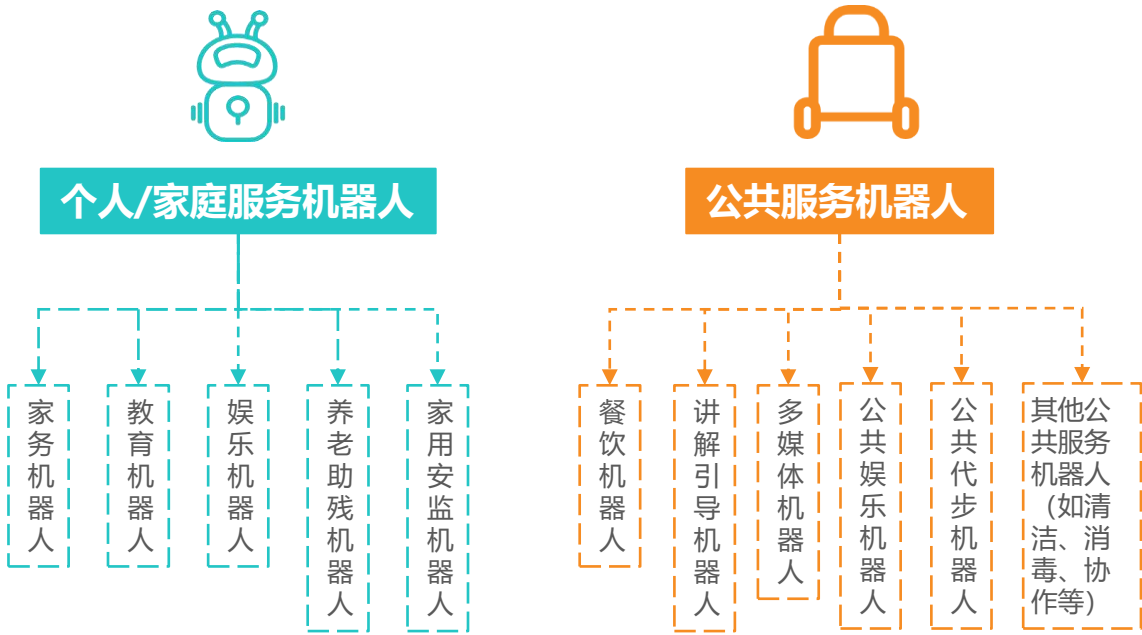 个人/家庭服务机器人
公共服务机器人
家务机器人
教育机器人
娱乐机器人
养老助残机器人
家用安监机器人
餐饮机器人
讲解引导机器人
多媒体机器人
公共娱乐机器人
公共代步机器人
其他公
共服务
机器人
（如清
洁、消
毒、协
作等）